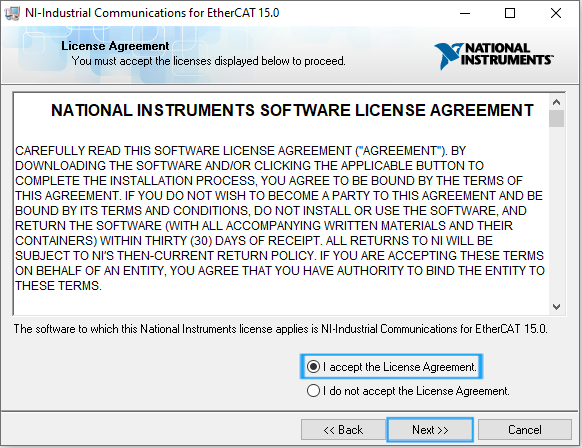 NI-Industrial Communications for EtherCAT 15.0
License Agreement
You must accept the licenses displayed below to proceed.
NATIONAL
INSTRUMENTS
NATIONAL INSTRUMENTS SOFTWARE LICENSE AGREEMENT
CAREFULLY READ THIS SOFTWARE LICENSE AGREEMENT ("AGREEMENT"). BY
DOWNLOADING THE SOFTWARE AND/OR CLICKING THE APPLICABLE BUTTON TO
COMPLETE THE INSTALLATION PROCESS, YOU AGREE TO BE BOUND BY THE TERMS OF
THIS AGREEMENT. IF YOU DO NOT WISH TO BECOME A PARTY TO THIS AGREEMENT AND BE
BOUND BY ITS TERMS AND CONDITIONS, DO NOT INSTALL OR USE THE SOFTWARE, AND
RETURN THE SOFTWARE (WITH ALL ACCOMPANYING WRITTEN MATERIALS AND THEIR
CONTAINERS) WITHIN THIRTY (30) DAYS OF RECEIPT. ALL RETURNS TO NI WILL BE
SUBJECT TO NI'S THEN-CURRENT RETURN POLICY. IF YOU ARE ACCEPTING THESE TERMS
ON BEHALF OF AN ENTITY, YOU AGREE THAT YOU HAVE AUTHORITY TO BIND THE ENTITY TO
THESE TERMS.
The software to which this National Instruments license applies is NI-Industrial Communications for EtherCAT 15.0.
I accept the License Agreement.
I do not accept the License Agreement.
<< Back
Next >>
Cancel